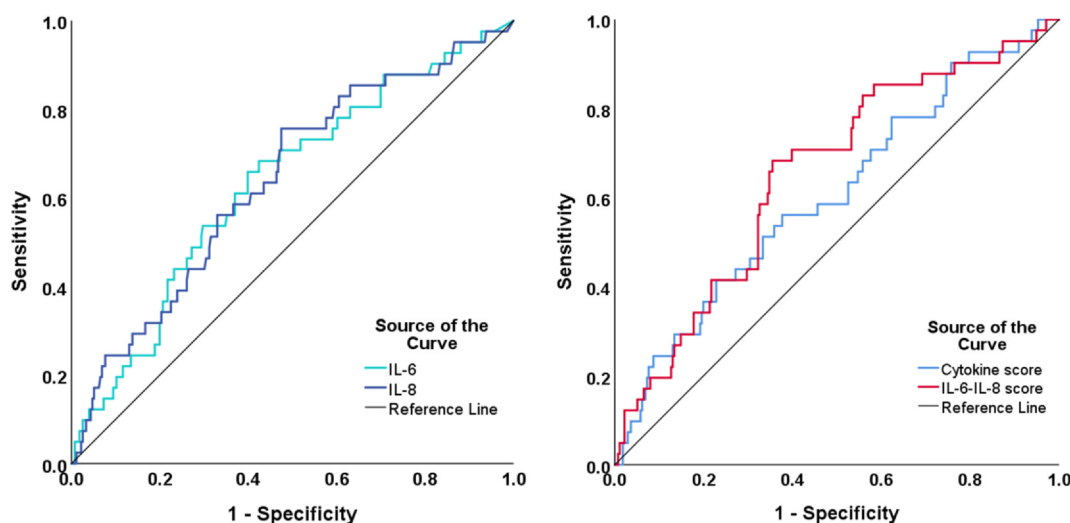 1.0
0.8
0.6
0.4
0.2
0.0
Sensitivity
0.0 0.2 0.4 0.6 0.8 1.0
1 - Specificity
Source of the
Curve
IL-6
IL-8
Reference Line
1.0
0.8
0.6
0.4
0.2
0.0
Sensitivity
0.0 0.2 0.4 0.6 0.8 1.0
1 - Specificity
Source of the
Curve
Cytokine score
IL-6-IL-8 score
Reference Line